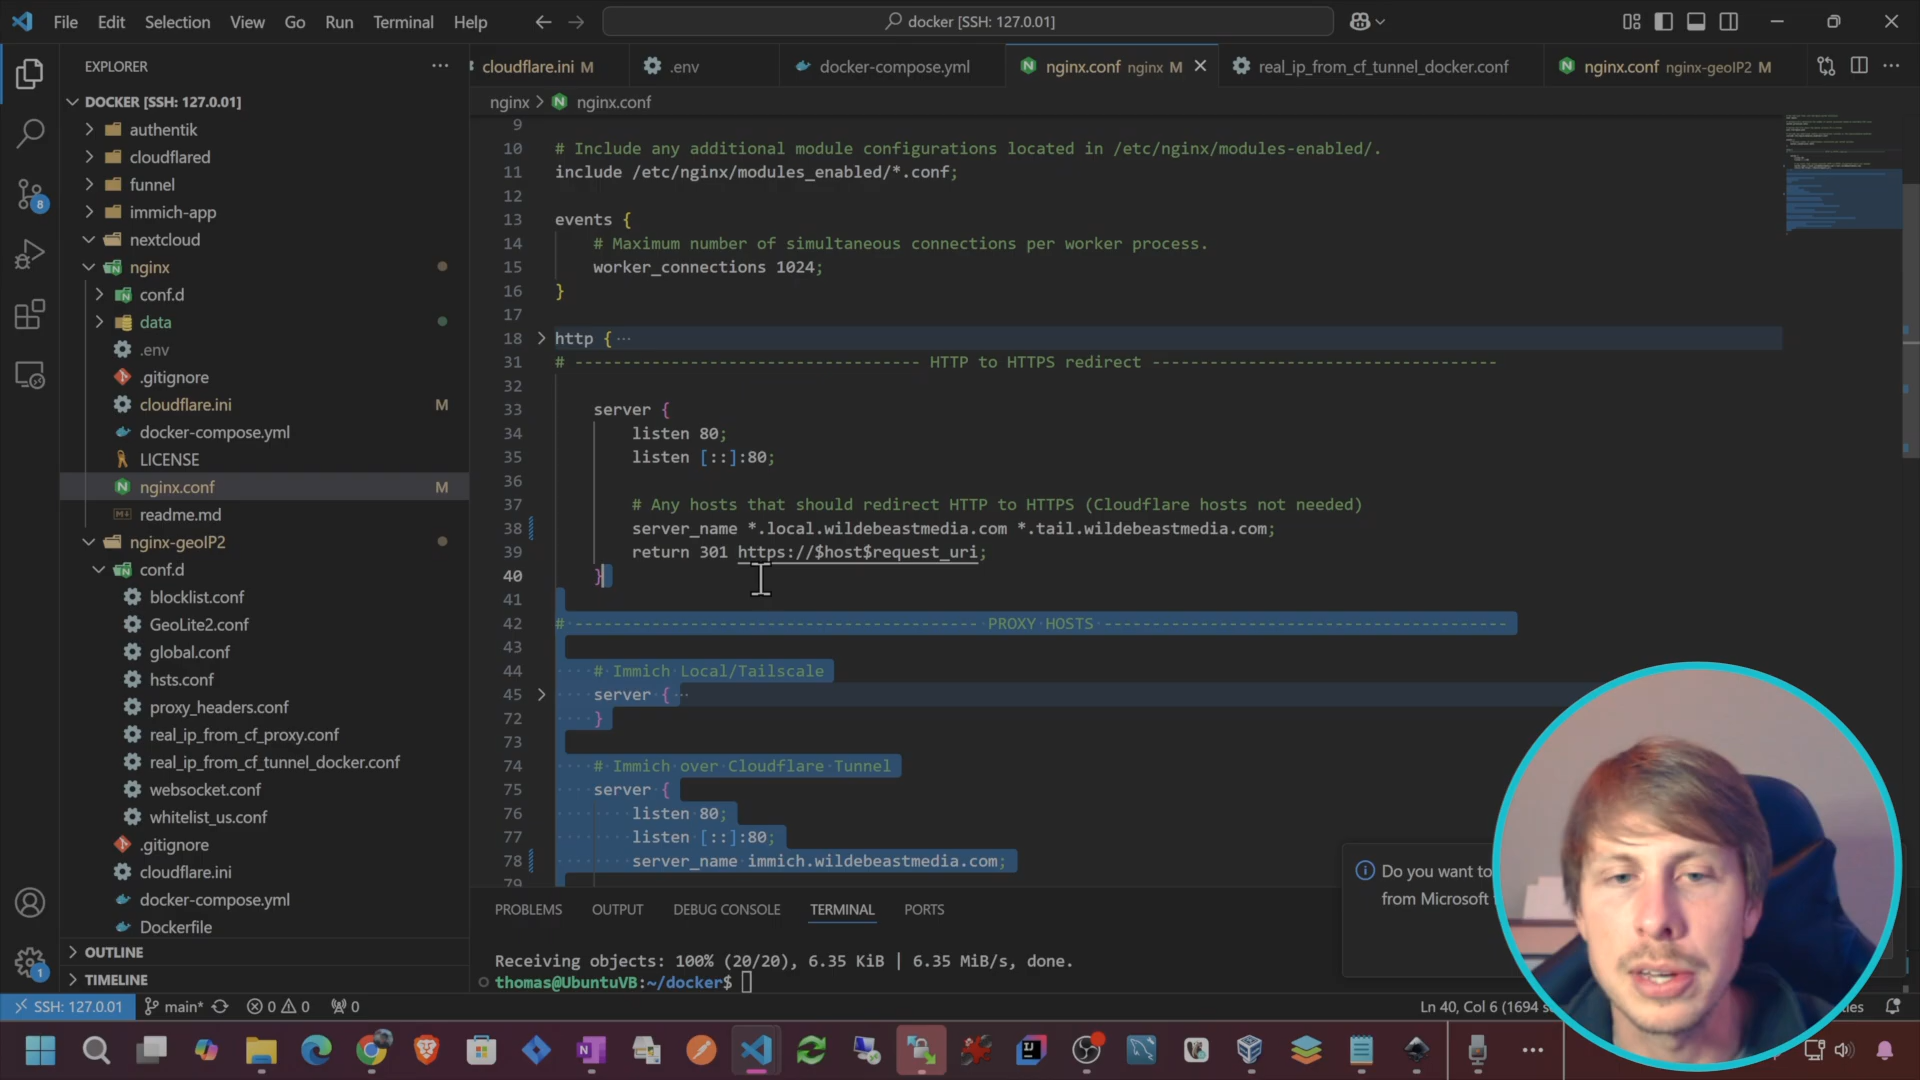 File Edit Selection View Go Run Terminal Help
docker [SSH: 127.0.01]
EXPLORER
DOCKER [SSH: 127.0.01]
authentik
cloudflared
funnel
immich-app
nextcloud
nginx
conf.d
data
.env
.gitignore
cloudflare.ini M
docker-compose.yml
LICENSE
nginx.conf M
readme.md
nginx-geoIP2
conf.d
blocklist.conf
GeoLite2.conf
global.conf
hsts.conf
proxy_headers.conf
real_ip_from_cf_proxy.conf
real_ip_from_cf_tunnel_docker.conf
websocket.conf
whitelist_us.conf
.gitignore
cloudflare.ini
docker-compose.yml
Dockerfile
OUTLINE
TIMELINE
8
1
cloudflare.ini M .env docker-compose.yml nginx.conf nginx M real_ip_from_cf_tunnel_docker.conf nginx.conf nginx-geoIP2 M
nginx > nginx.conf
9
10 # Include any additional module configurations located in /etc/nginx/modules-enabled/.
11 include /etc/nginx/modules_enabled/*.conf;
12
13 events {
14 # Maximum number of simultaneous connections per worker process.
15 worker_connections 1024;
16 }
17
18 http { ...
31 # ------------------------------------ HTTP to HTTPS redirect ------------------------------------
32
33 server {
34 listen 80;
35 listen [::]:80;
36
37 # Any hosts that should redirect HTTP to HTTPS (Cloudflare hosts not needed)
38 server_name *.local.wildebeastmedia.com *.tail.wildebeastmedia.com;
39 return 301 https://$host$request_uri;
40 }
41
42 # ------------------------------------------ PROXY HOSTS ------------------------------------------
43
44 # Immich Local/Tailscale
45 server { ...
72 }
73
74 # Immich over Cloudflare Tunnel
75 server {
76 listen 80;
77 listen [::]:80;
78 server_name immich.wildebeastmedia.com;
79
Do you want to
from Microsoft
PROBLEMS OUTPUT DEBUG CONSOLE TERMINAL PORTS
Receiving objects: 100% (20/20), 6.35 KiB | 6.35 MiB/s, done.
thomas@UbuntuVB:~/docker$
SSH: 127.0.01 main* 0 0 0 Ln 40, Col 6 (1694